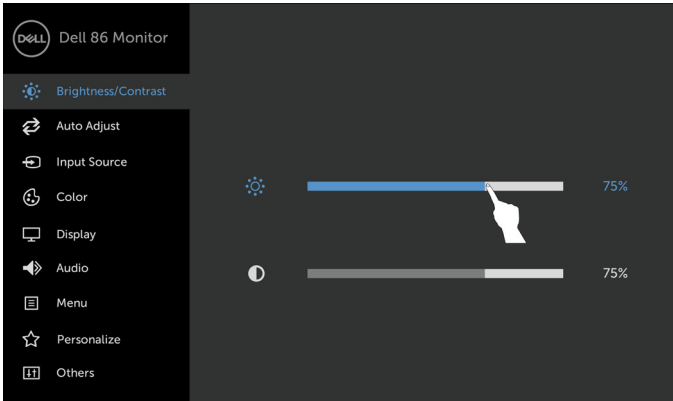 DELL Dell 86 Monitor
Brightness/Contrast
Auto Adjust
Input Source
Color
Display
Audio
Menu
Personalize
Others
75%
75%